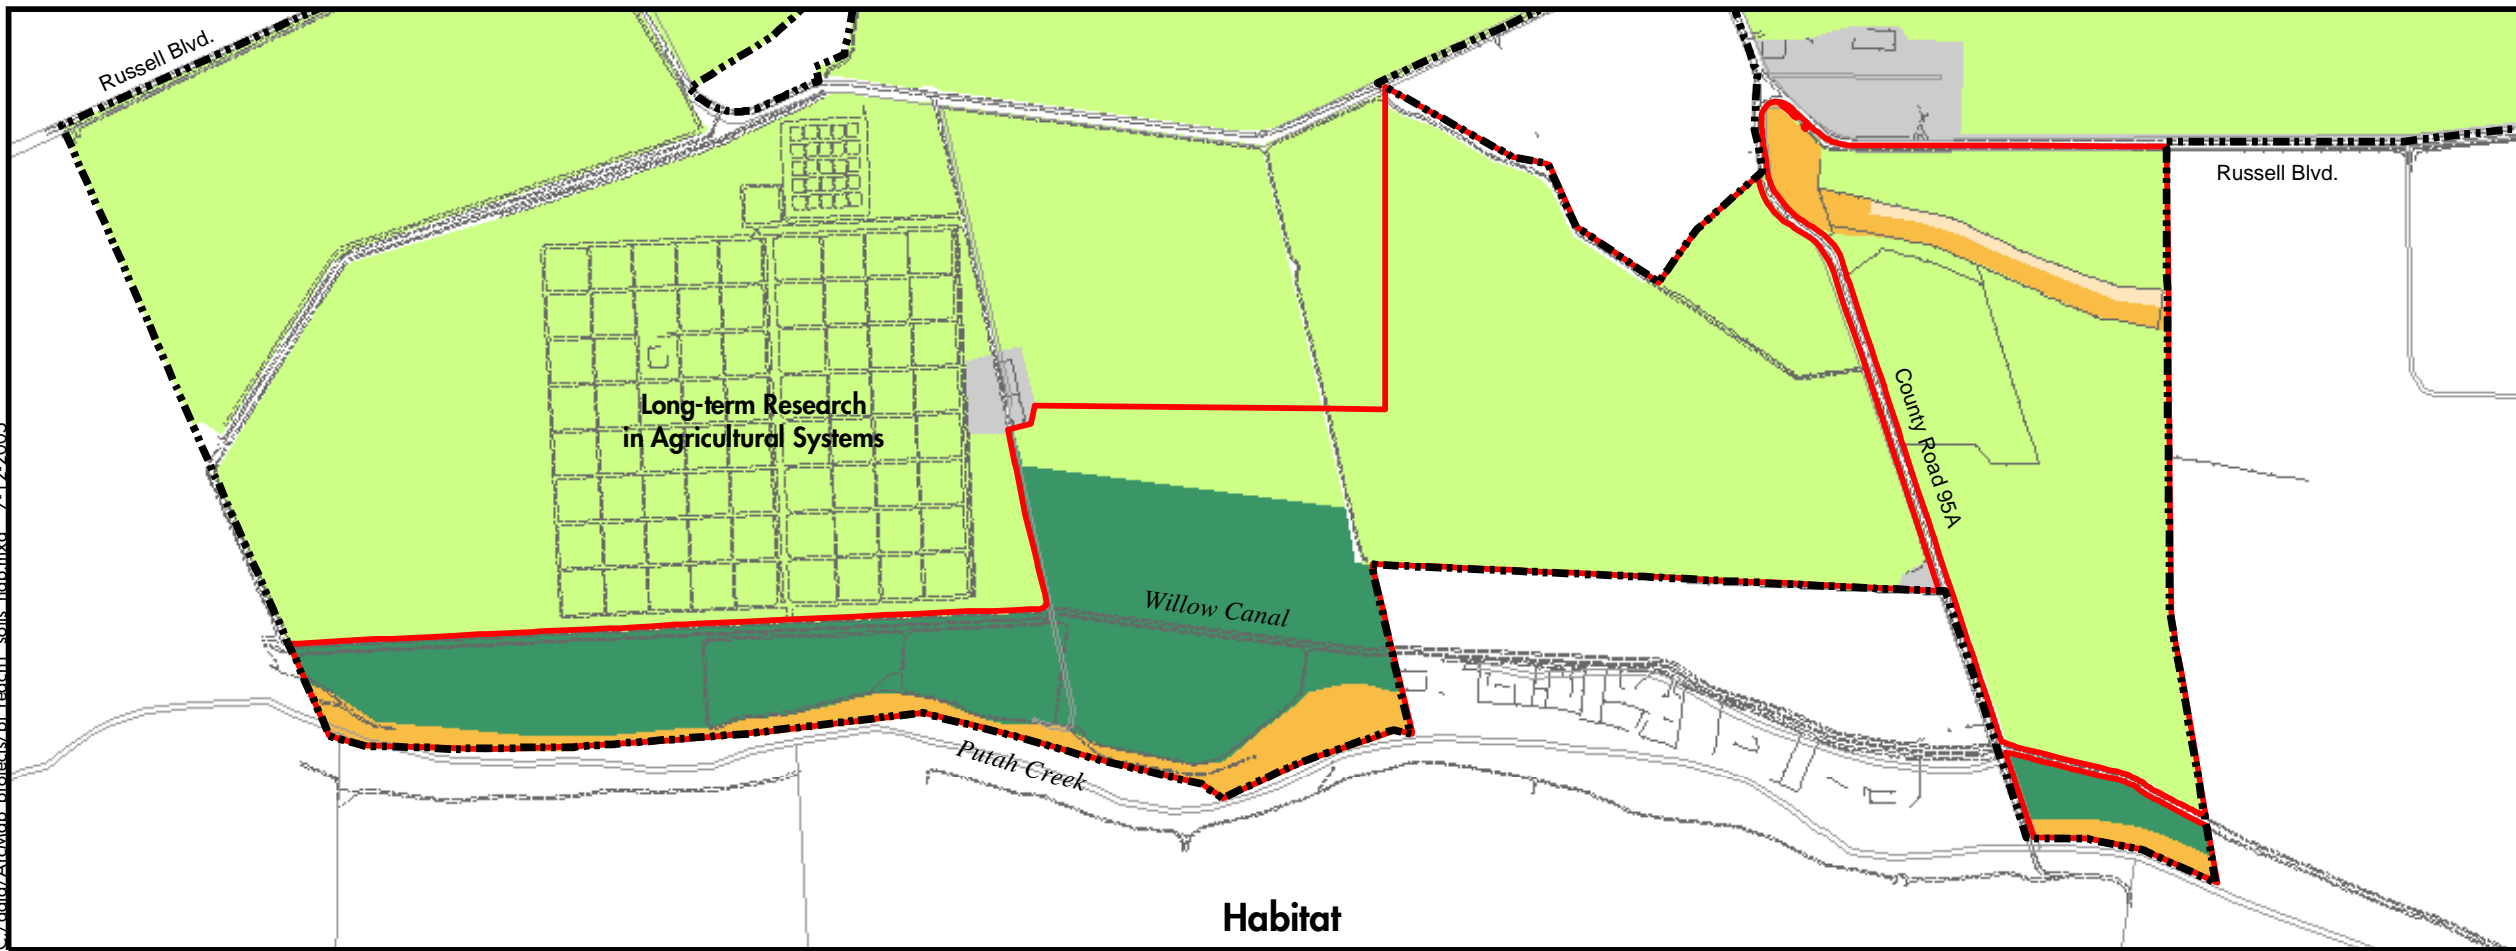 Russell Blvd.
Russell Blvd.
Long-term Research
in Agricultural Systems
County Road 95A
Willow Canal
Putah Creek
Habitat